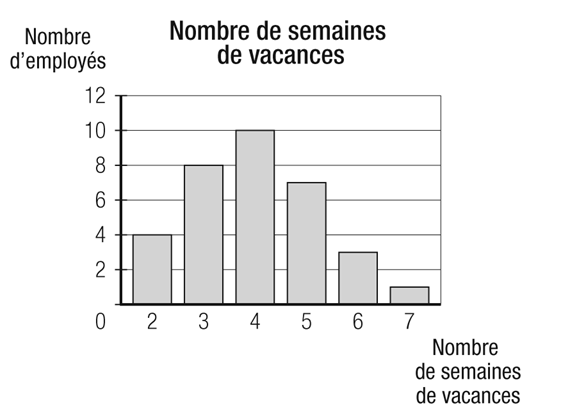 Nombre de semaines
de vacances
Nombre
d'employés
12
10
8
6
4
2
0
2 3 4 5 6 7
Nombre
de semaines
de vacances